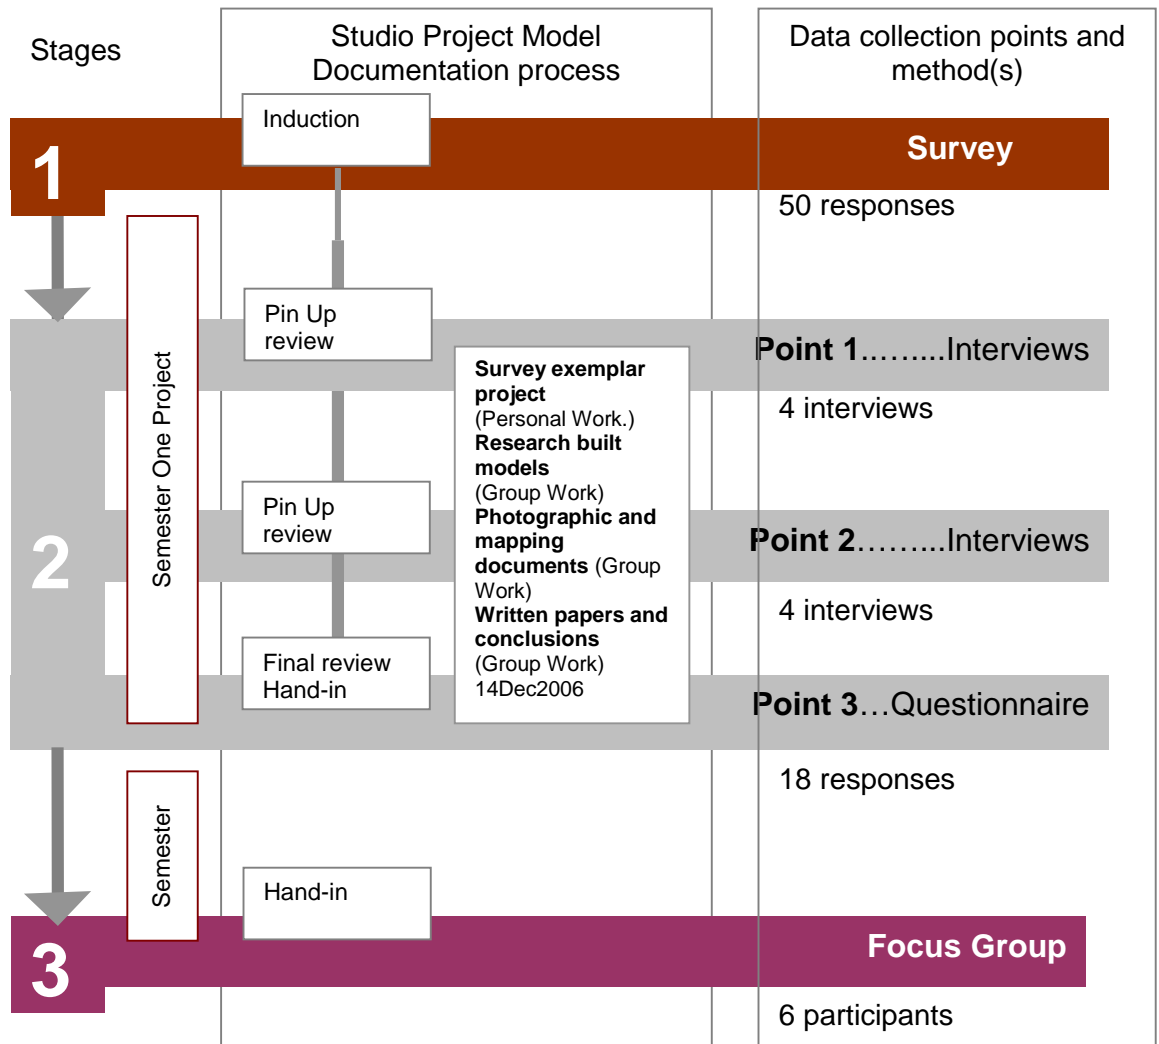 Stages
Studio Project Model
Documentation process
Data collection points and
method(s)
Induction
1
Survey
50 responses
Semester One Project
Pin Up
review
Point 1..…....Interviews
4 interviews
Survey exemplar
project
(Personal Work.)
Research built
models
(Group Work)
Photographic and
mapping
documents (Group
Work)
Written papers and
conclusions
(Group Work)
14Dec2006
2
Pin Up
review
Point 2……...Interviews
4 interviews
Final review
Hand-in
Point 3…Questionnaire
18 responses
Semester
Hand-in
3
Focus Group
6 participants